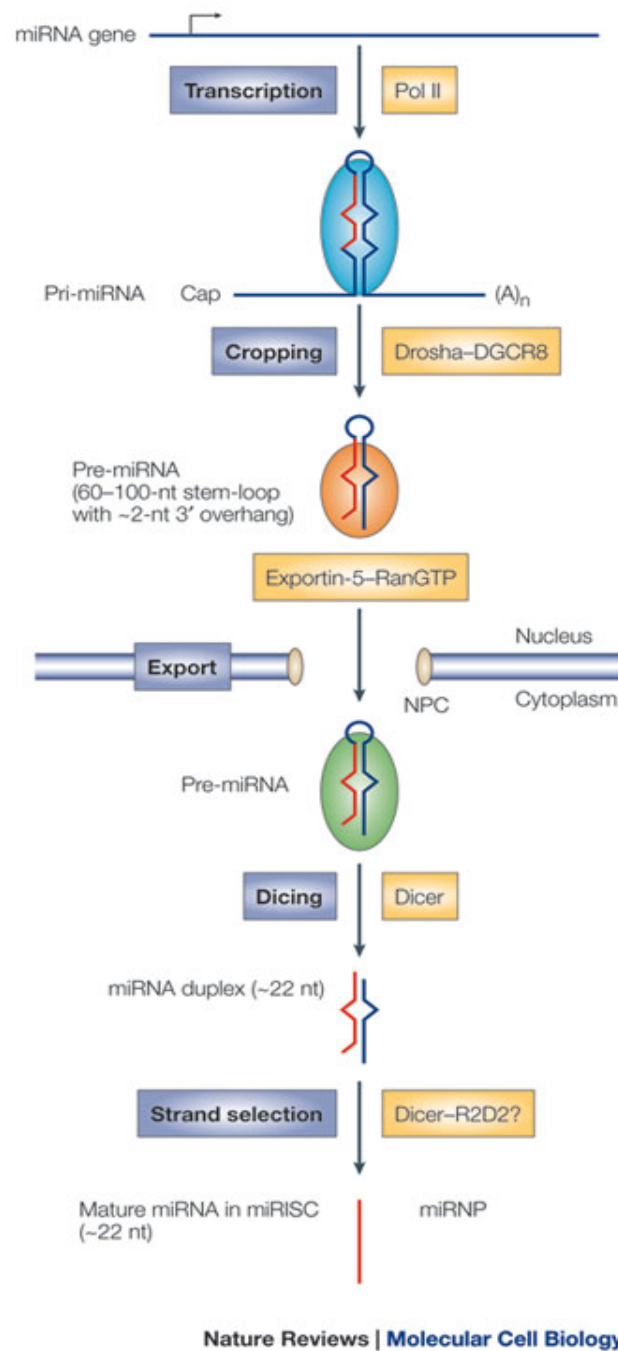 miRNA gene
Transcription
Pol II
Pri-miRNA
Cap
(A)n
Cropping
Drosha–DGCR8
Pre-miRNA
(60–100-nt stem-loop
with ~2-nt 3′ overhang)
Exportin-5–RanGTP
Nucleus
Export
NPC
Cytoplasm
Pre-miRNA
Dicing
Dicer
miRNA duplex (~22 nt)
Strand selection
Dicer–R2D2?
Mature miRNA in miRISC
(~22 nt)
miRNP
Nature Reviews | Molecular Cell Biology